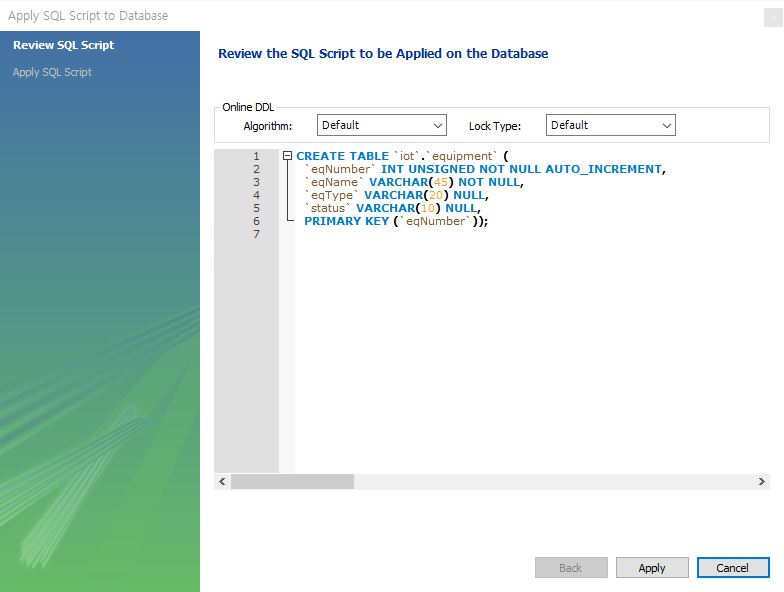 Apply SQL Script to Database
Review SQL Script
Apply SQL Script
Review the SQL Script to be Applied on the Database
Online DDL
Algorithm: Default Lock Type: Default
1 CREATE TABLE `iot`.`equipment` (
2 `eqNumber` INT UNSIGNED NOT NULL AUTO_INCREMENT,
3 `eqName` VARCHAR(45) NOT NULL,
4 `eqType` VARCHAR(20) NULL,
5 `status` VARCHAR(10) NULL,
6 PRIMARY KEY (`eqNumber`));
7
Back Apply Cancel